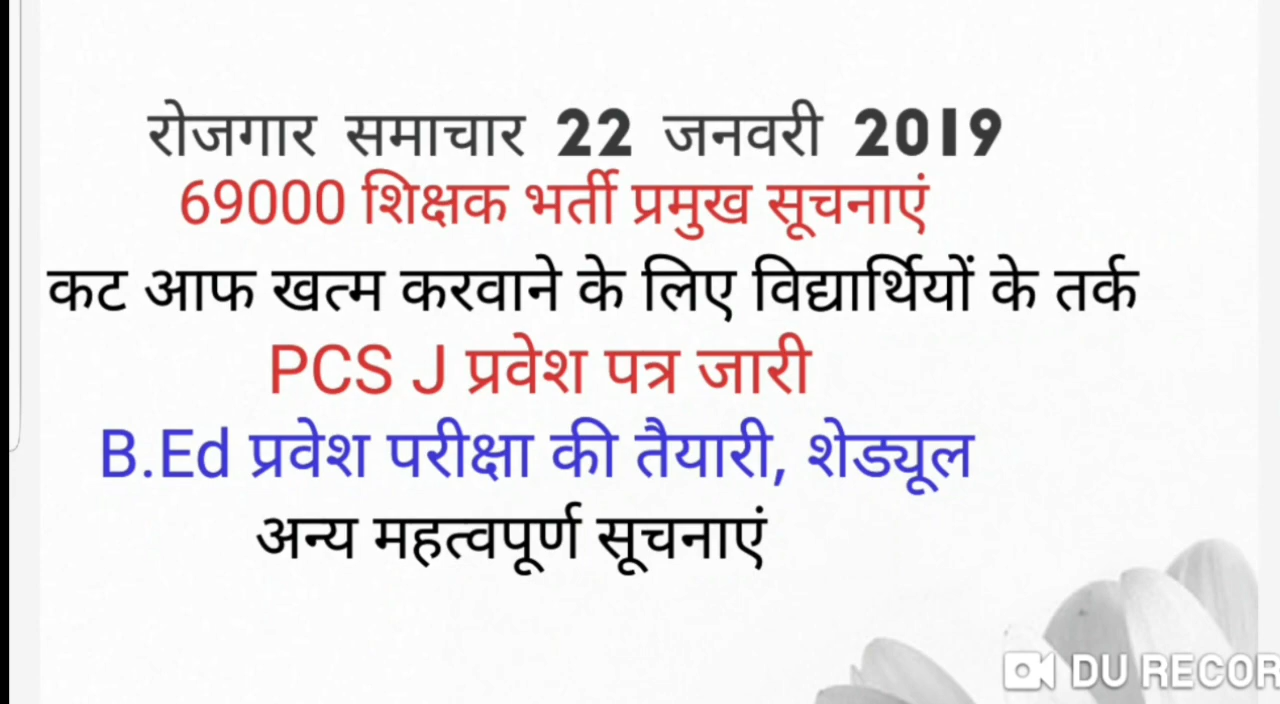 रोजगार समाचार 22 जनवरी 2019
69000 शिक्षक भर्ती प्रमुख सूचनाएं
कट आफ खत्म करवाने के लिए विद्यार्थियों के तर्क
PCS J प्रवेश पत्र जारी
B.Ed प्रवेश परीक्षा की तैयारी, शेड्यूल
अन्य महत्वपूर्ण सूचनाएं
DU RECOR